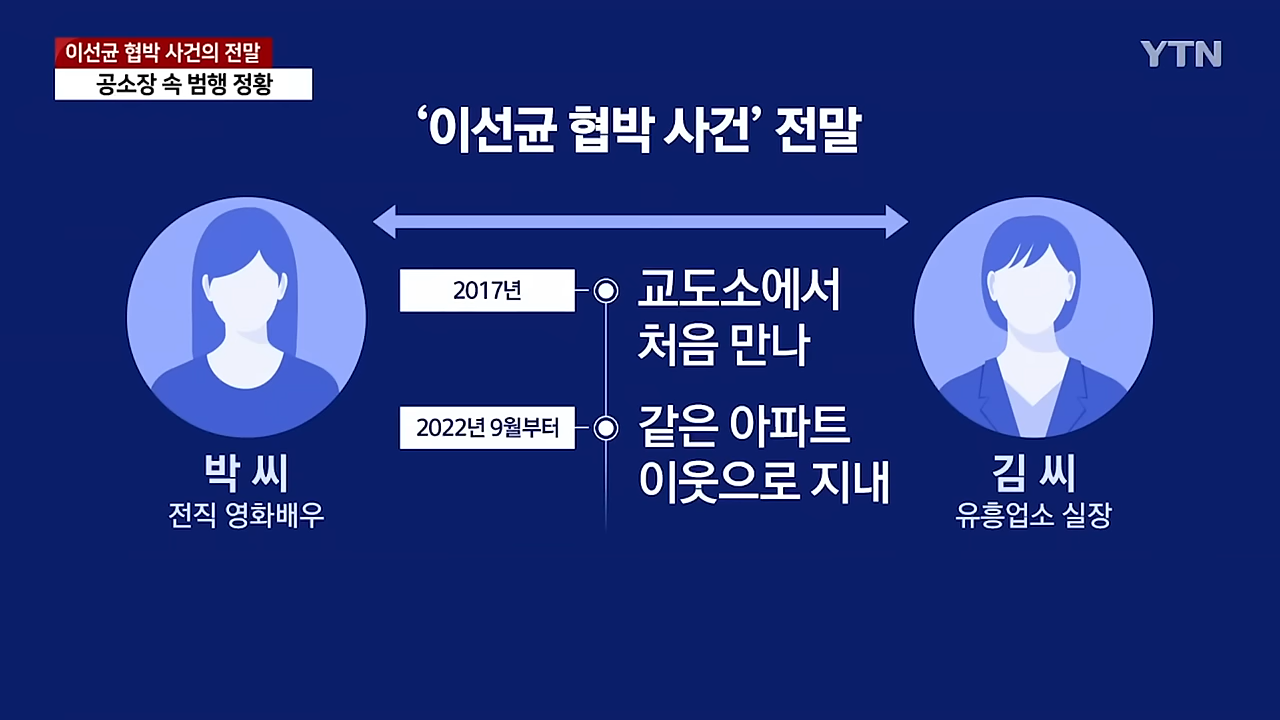 이선균 협박 사건의 전말
공소장 속 범행 정황
YTN
‘이선균 협박 사건’ 전말
2017년
교도소에서
처음 만나
2022년 9월부터
같은 아파트
이웃으로 지내
박 씨
전직 영화배우
김 씨
유흥업소 실장